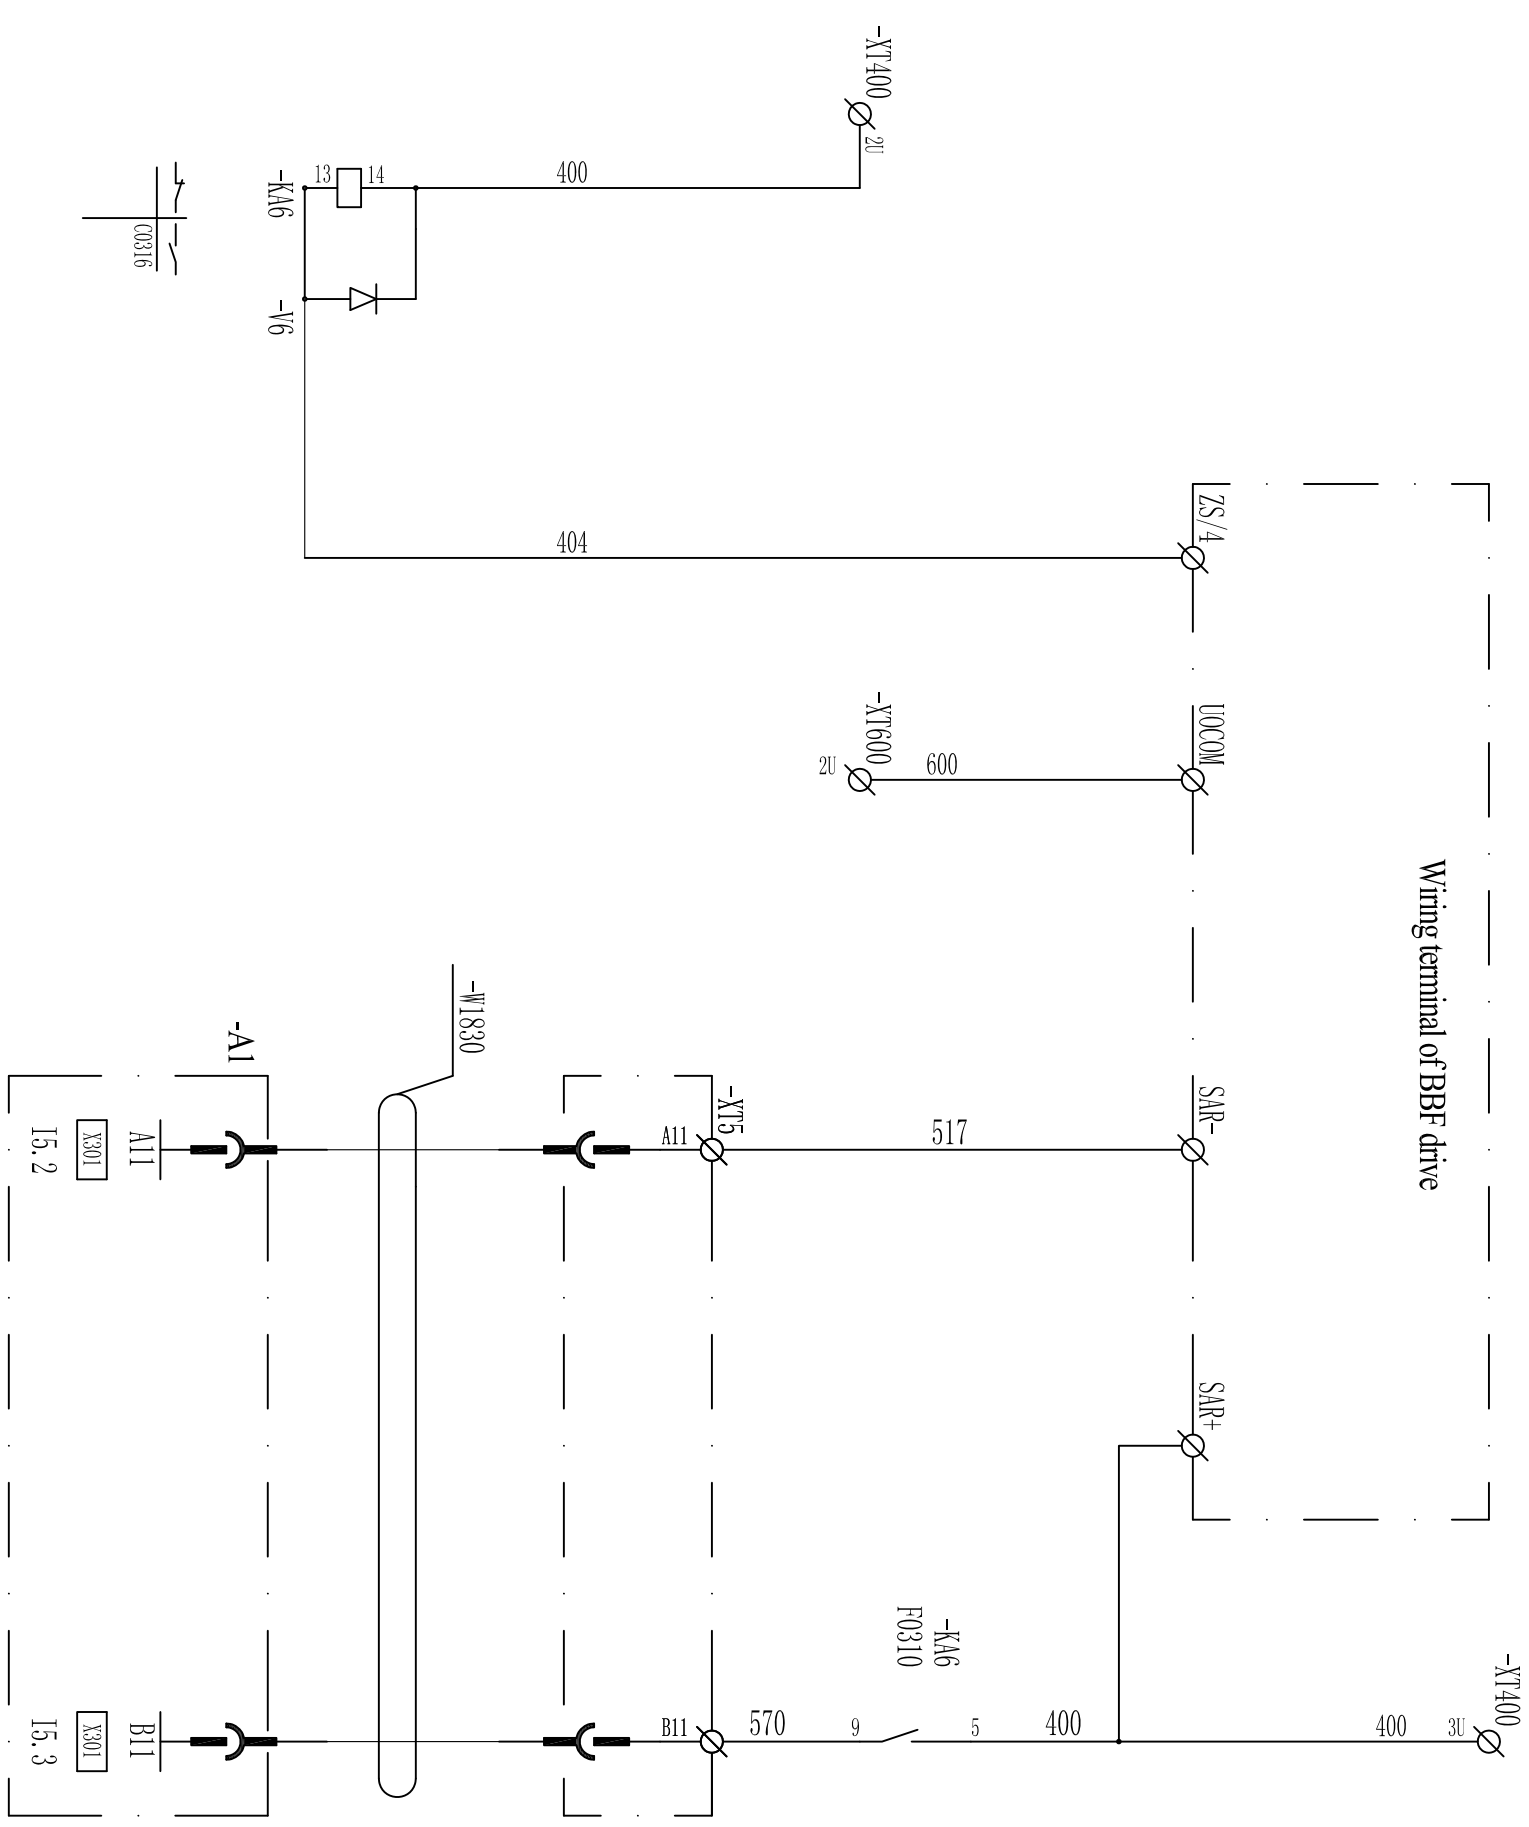 -XT400
2U
400
14
13
-KA6
-V6
C0316
404
ZS/4
UOCOM
-XT600
2U
600
Wiring terminal of BBF drive
-W1830
-A1
-XT5
A11
517
SAR-
A11
X301
I5.2
SAR+
-XT400
3U
400
400
5
-KA6
F0310
9
570
B11
B11
X301
I5.3